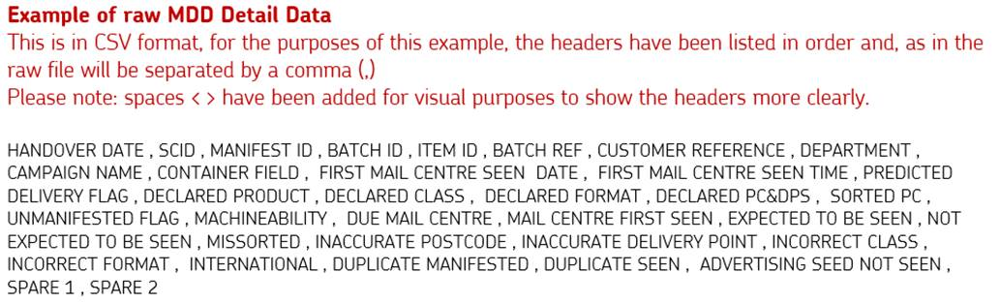 Example of raw MDD Detail Data
This is in CSV format, for the purposes of this example, the headers have been listed in order and, as in the
raw file will be separated by a comma (,)
Please note: spaces < > have been added for visual purposes to show the headers more clearly.
HANDOVER DATE , SCID , MANIFEST ID , BATCH ID , ITEM ID , BATCH REF , CUSTOMER REFERENCE , DEPARTMENT ,
CAMPAIGN NAME , CONTAINER FIELD , FIRST MAIL CENTRE SEEN DATE , FIRST MAIL CENTRE SEEN TIME , PREDICTED
DELIVERY FLAG , DECLARED PRODUCT , DECLARED CLASS , DECLARED FORMAT , DECLARED PC&DPS , SORTED PC ,
UNMANIFESTED FLAG , MACHINEABILITY , DUE MAIL CENTRE , MAIL CENTRE FIRST SEEN , EXPECTED TO BE SEEN , NOT
EXPECTED TO BE SEEN , MISSORTED , INACCURATE POSTCODE , INACCURATE DELIVERY POINT , INCORRECT CLASS ,
INCORRECT FORMAT , INTERNATIONAL , DUPLICATE MANIFESTED , DUPLICATE SEEN , ADVERTISING SEED NOT SEEN ,
SPARE 1 , SPARE 2